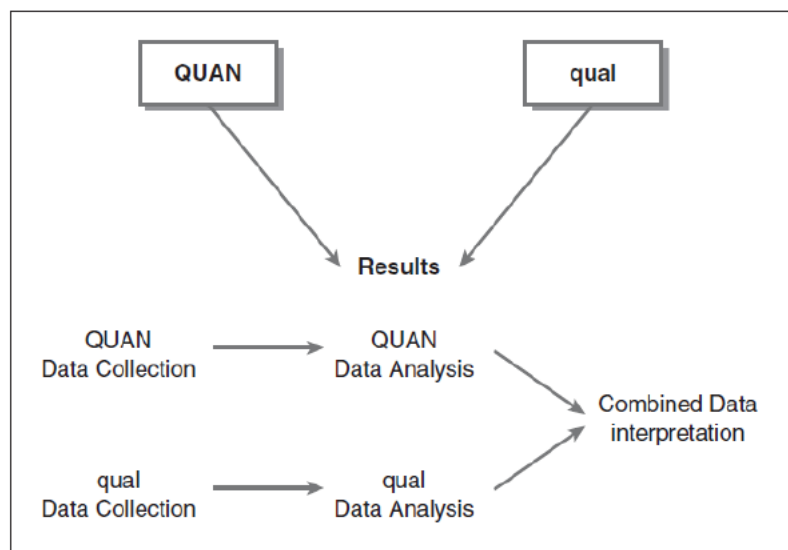 QUAN
qual
Results
QUAN
Data Collection
QUAN
Data Analysis
Combined Data
interpretation
qual
Data Collection
qual
Data Analysis